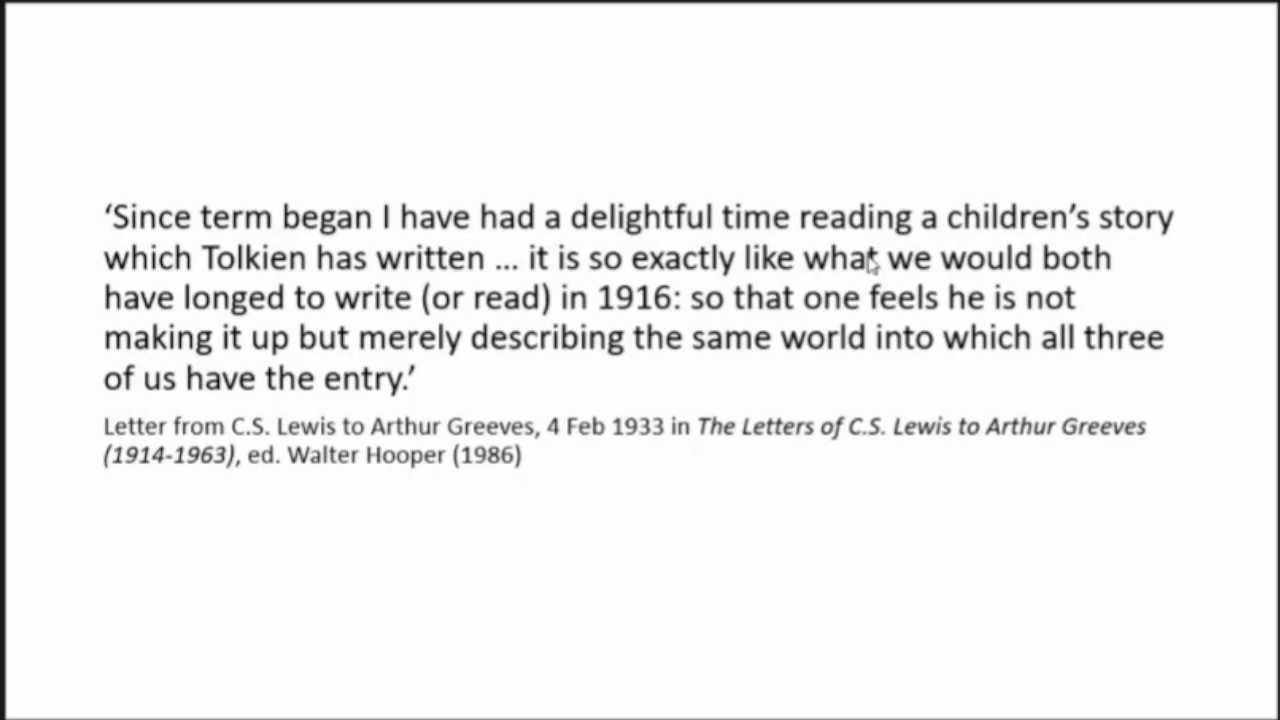 ‘Since term began I have had a delightful time reading a children’s story
which Tolkien has written ... it is so exactly like what we would both
have longed to write (or read) in 1916: so that one feels he is not
making it up but merely describing the same world into which all three
of us have the entry.’
Letter from C.S. Lewis to Arthur Greeves, 4 Feb 1933 in The Letters of C.S. Lewis to Arthur Greeves
(1914-1963), ed. Walter Hooper (1986)